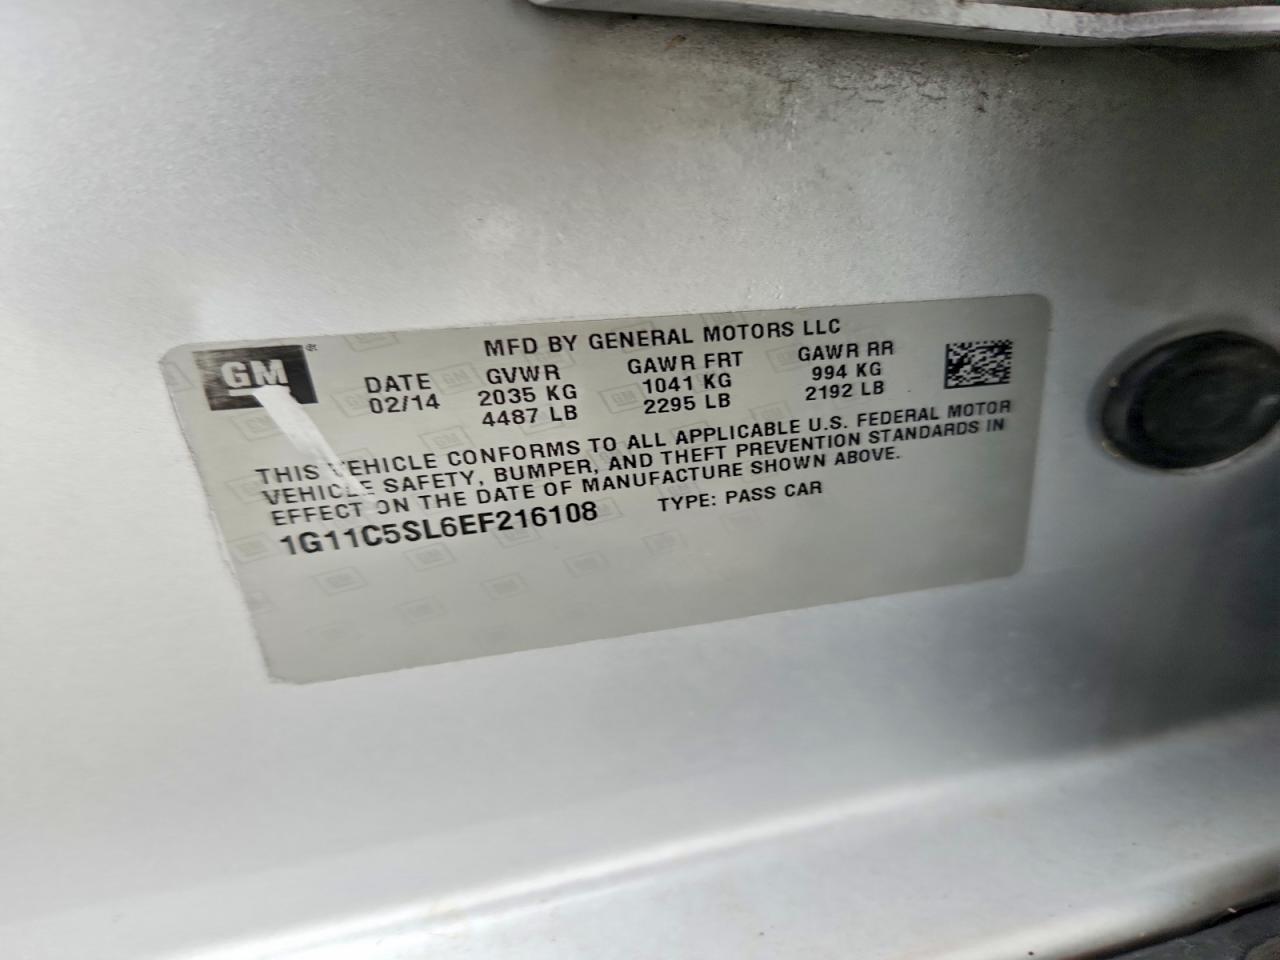 GM
MFD BY GENERAL MOTORS LLC
DATE GVWR GAWR FRT GAWR RR
02/14 2035 KG 1041 KG 994 KG
4487 LB 2295 LB 2192 LB
THIS VEHICLE CONFORMS TO ALL APPLICABLE U.S. FEDERAL MOTOR
VEHICLE SAFETY, BUMPER, AND THEFT PREVENTION STANDARDS IN
EFFECT ON THE DATE OF MANUFACTURE SHOWN ABOVE.
1G11C5SL6EF216108 TYPE: PASS CAR